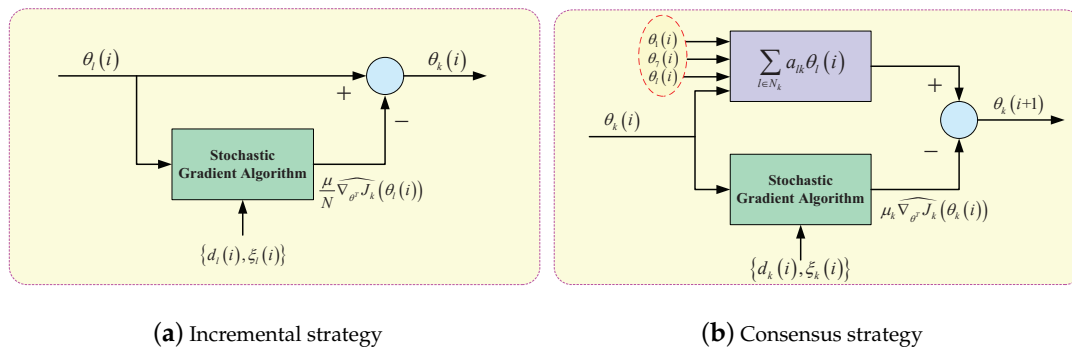 θ_l(i)
θ_k(i)
+
−
Stochastic
Gradient Algorithm
μ/N ∇̂_{θ^T}J_k(θ_l(i))
{d_l(i), ξ_l(i)}
(a) Incremental strategy
θ_1(i)
θ_7(i)
θ_l(i)
∑_{l∈N_k} a_{lk}θ_l(i)
θ_k(i)
+
−
θ_k(i+1)
Stochastic
Gradient Algorithm
μ_k ∇̂_{θ^T}J_k(θ_k(i))
{d_k(i), ξ_k(i)}
(b) Consensus strategy